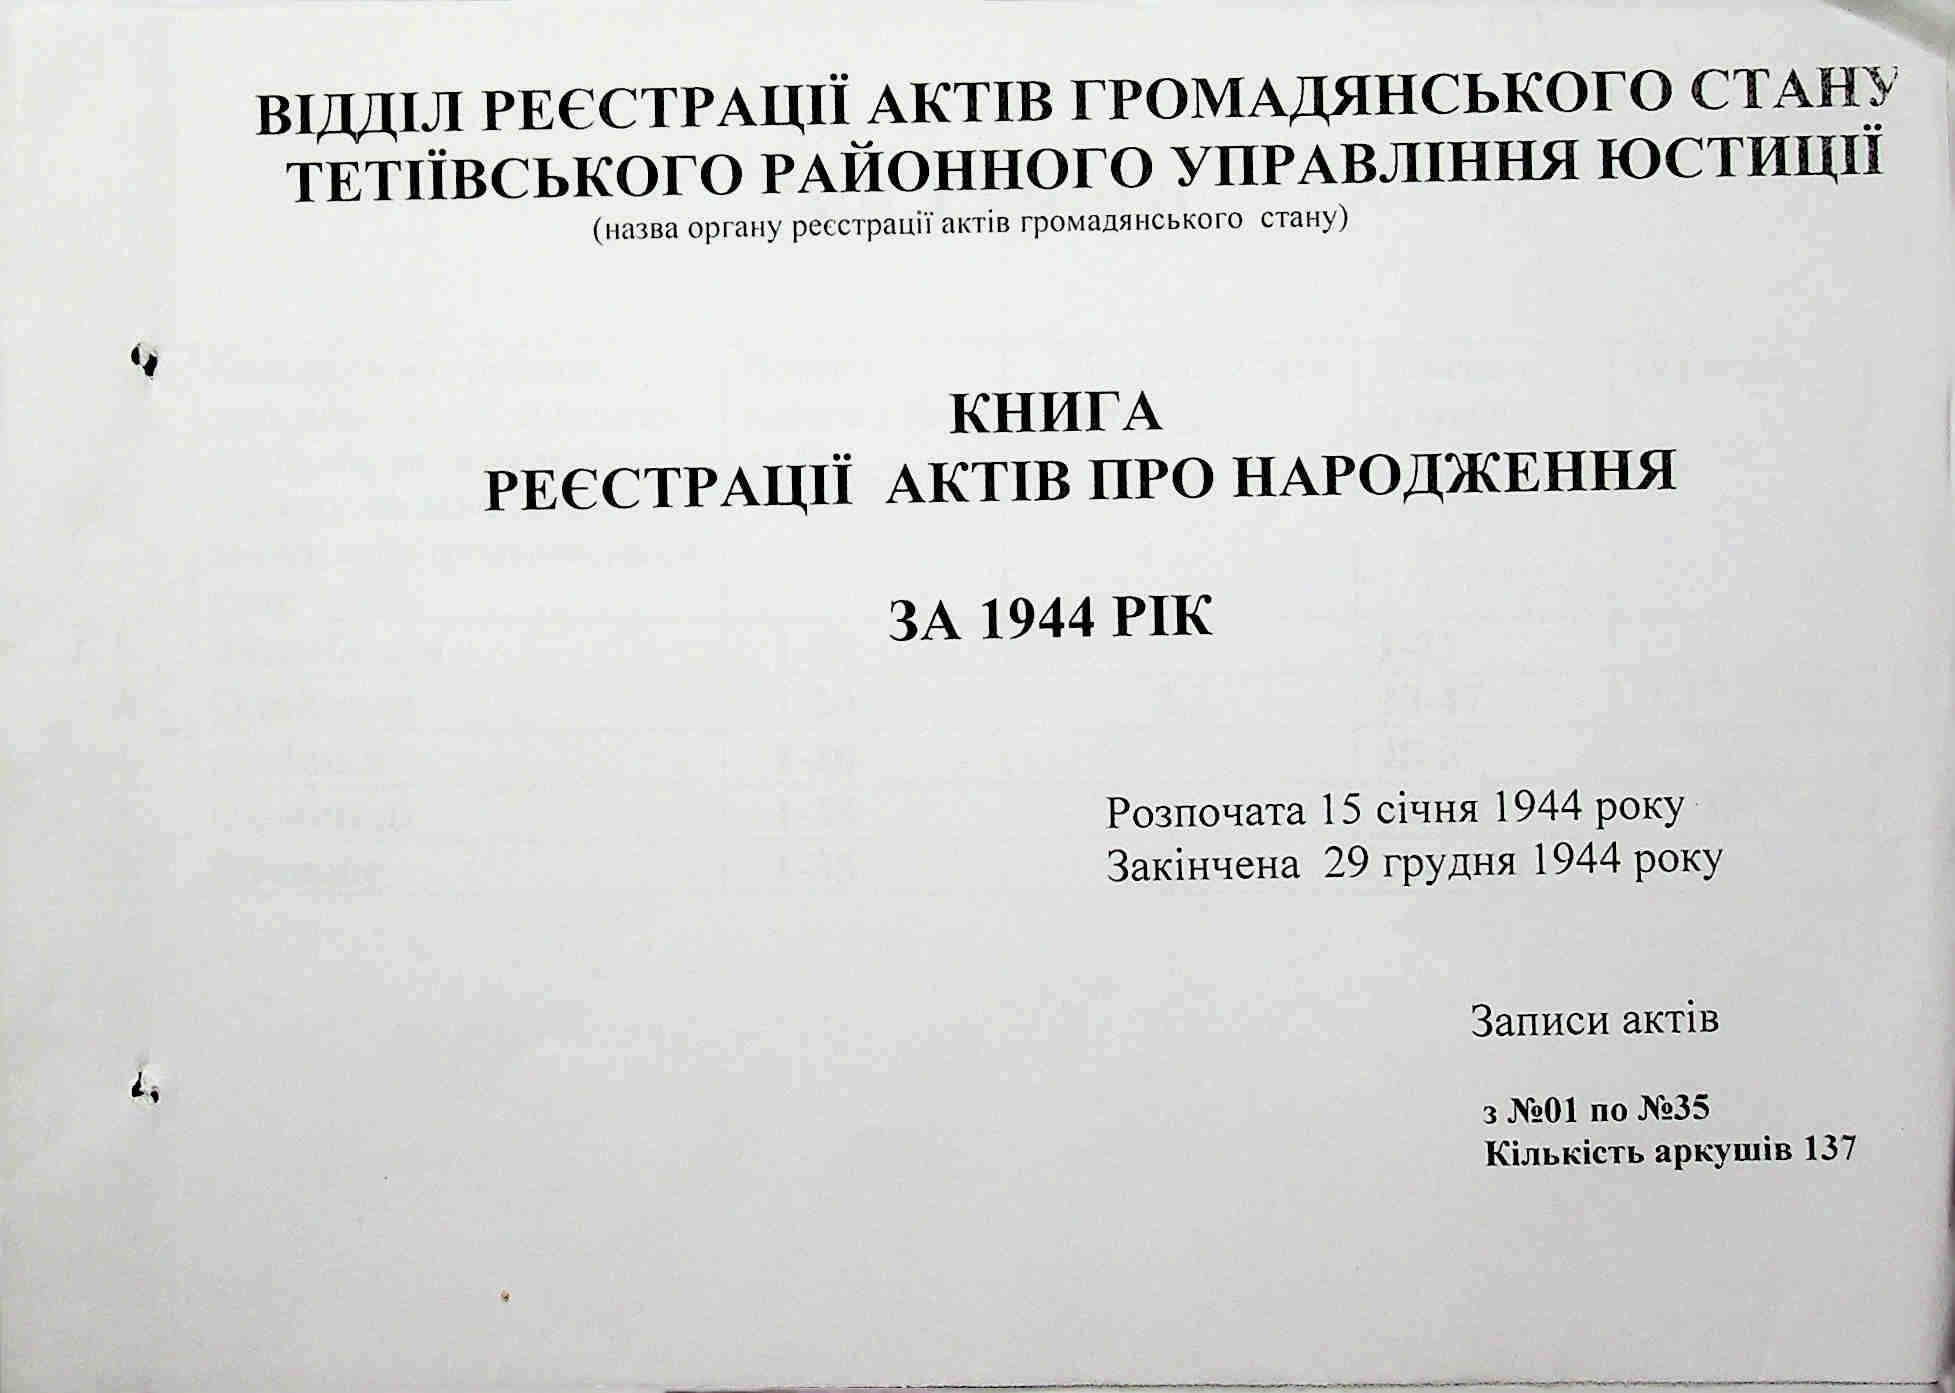 ВІДДІЛ РЕЄСТРАЦІЇ АКТІВ ГРОМАДЯНСЬКОГО СТАНУ
ТЕТІЇВСЬКОГО РАЙОННОГО УПРАВЛІННЯ ЮСТИЦІЇ
(назва органу реєстрації актів громадянського стану)
КНИГА
РЕЄСТРАЦІЇ АКТІВ ПРО НАРОДЖЕННЯ
ЗА 1944 РІК
Розпочата 15 січня 1944 року
Закінчена 29 грудня 1944 року
Записи актів
з №01 по №35
Кількість аркушів 137